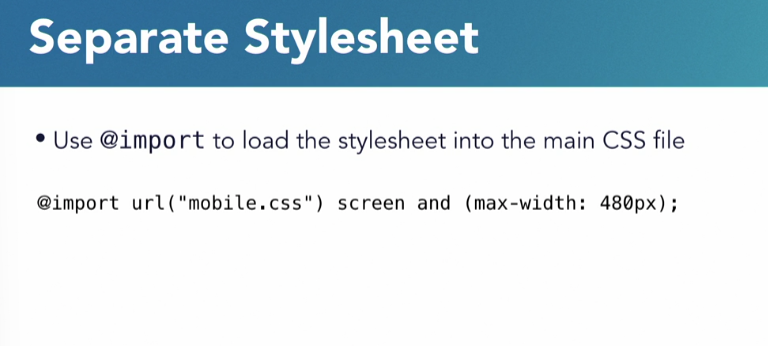 Separate Stylesheet
• Use @import to load the stylesheet into the main CSS file
@import url("mobile.css") screen and (max-width: 480px);